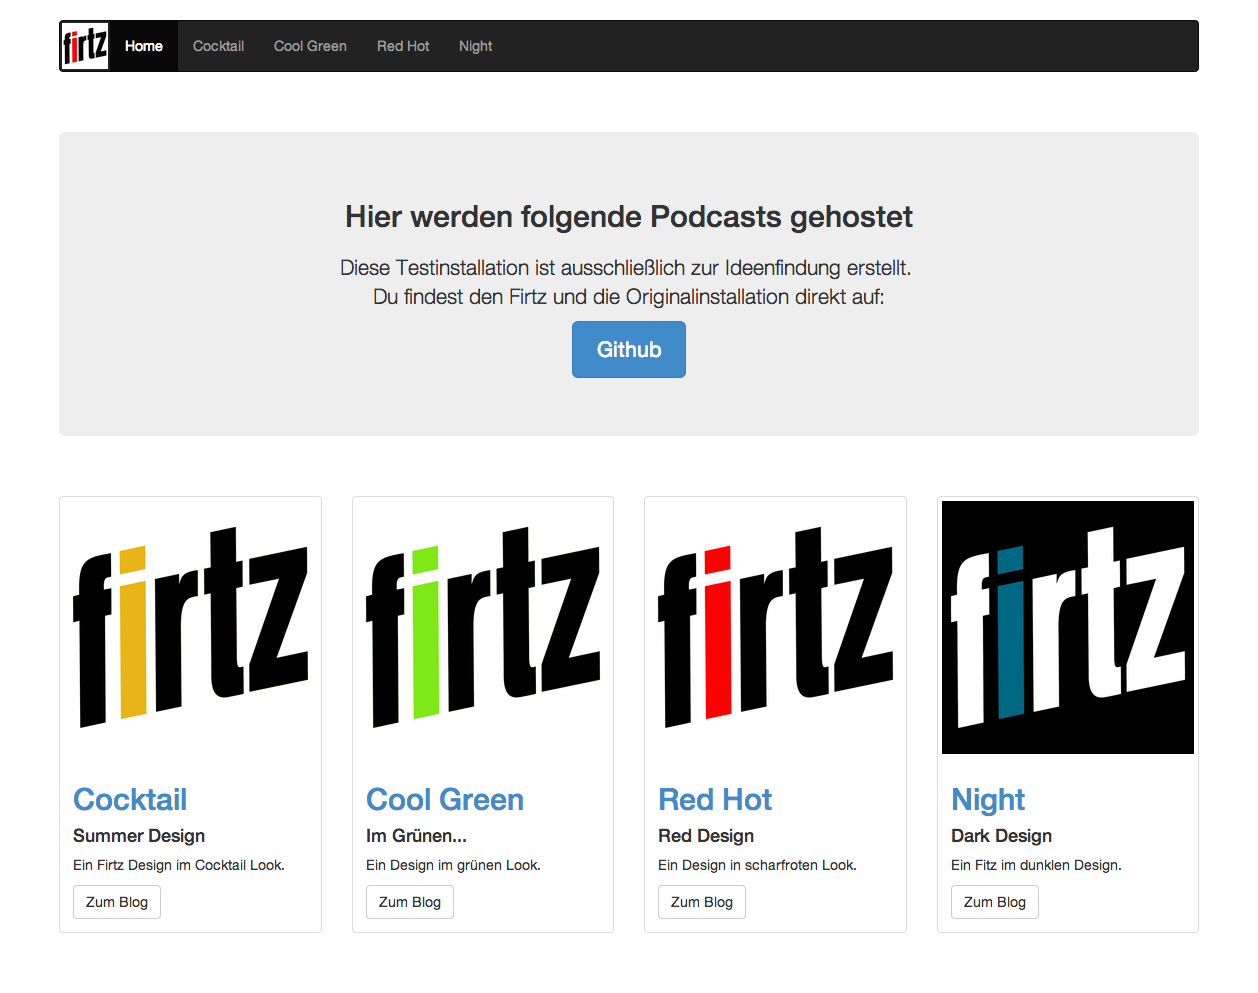 firtz Home Cocktail Cool Green Red Hot Night
Hier werden folgende Podcasts gehostet
Diese Testinstallation ist ausschließlich zur Ideenfindung erstellt.
Du findest den Firtz und die Originalinstallation direkt auf:
Github
firtz
Cocktail
Summer Design
Ein Firtz Design im Cocktail Look.
Zum Blog
firtz
Cool Green
Im Grünen...
Ein Design im grünen Look.
Zum Blog
firtz
Red Hot
Red Design
Ein Design in scharfroten Look.
Zum Blog
firtz
Night
Dark Design
Ein Fitz im dunklen Design.
Zum Blog